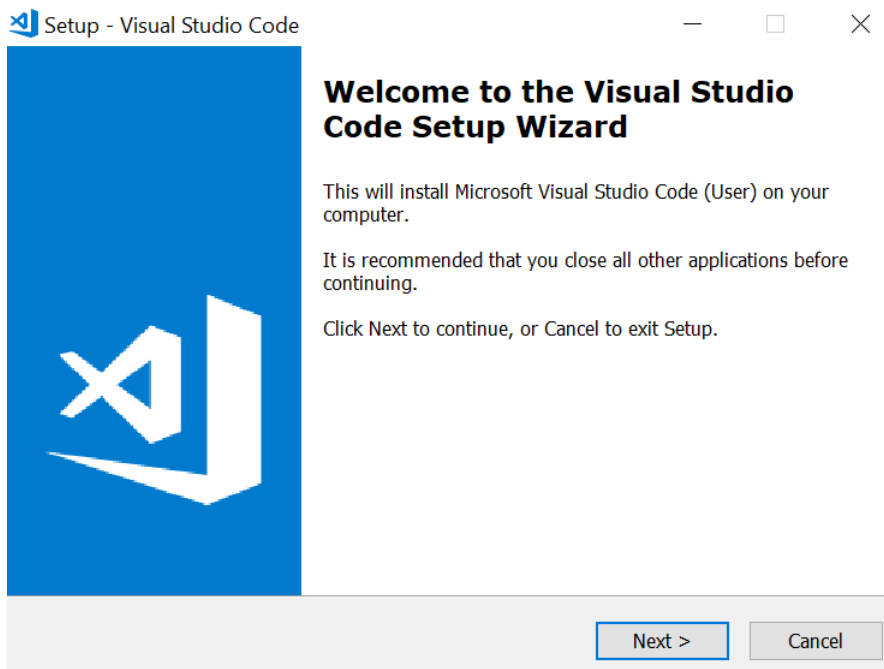 Setup - Visual Studio Code
Welcome to the Visual Studio
Code Setup Wizard
This will install Microsoft Visual Studio Code (User) on your
computer.
It is recommended that you close all other applications before
continuing.
Click Next to continue, or Cancel to exit Setup.
Next >
Cancel